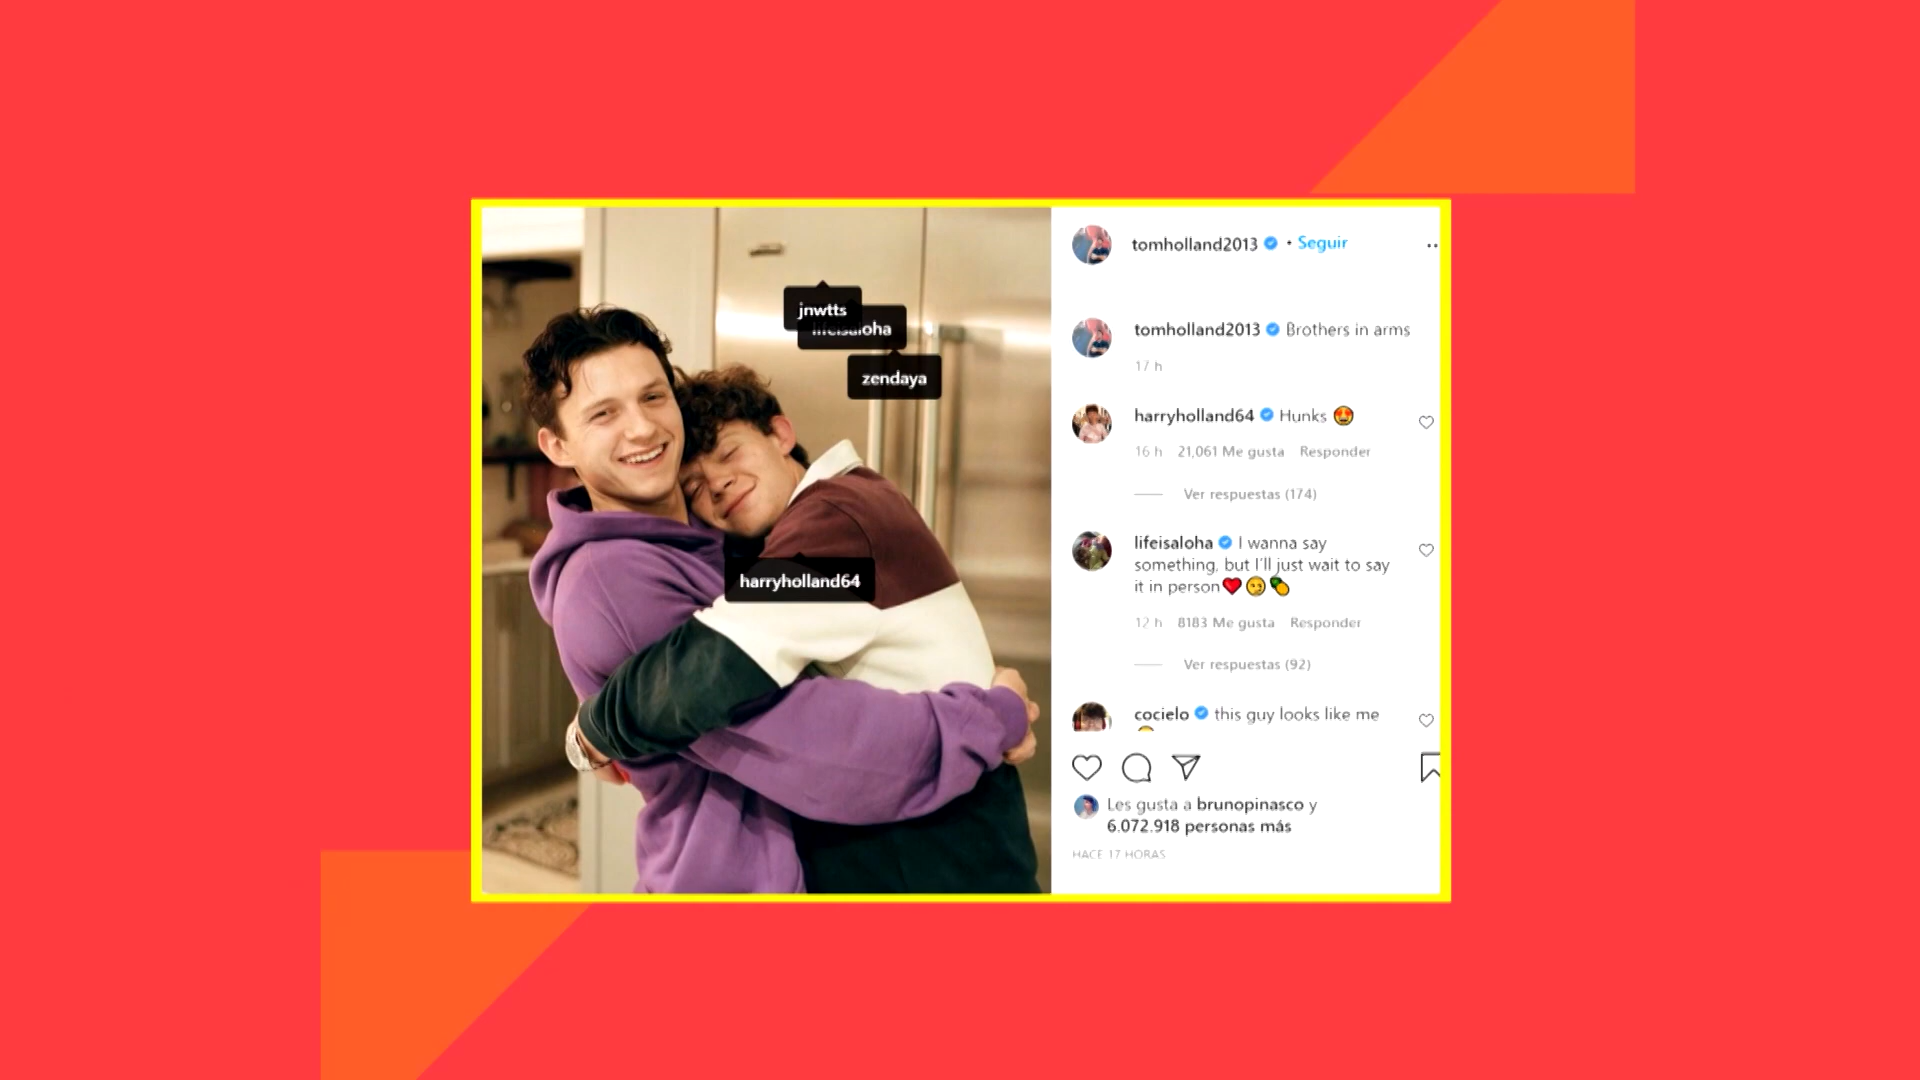 jnwtts
zendaya
harryholland64
tomholland2013 • Seguir
tomholland2013 Brothers in arms
17 h
harryholland64 Hunks
16 h 21,061 Me gusta Responder
Ver respuestas (174)
lifeisaloha I wanna say
something, but I'll just wait to say
it in person
12 h 8183 Me gusta Responder
Ver respuestas (92)
cocielo this guy looks like me
Les gusta a brunopinasco y
6.072.918 personas más
HACE 17 HORAS